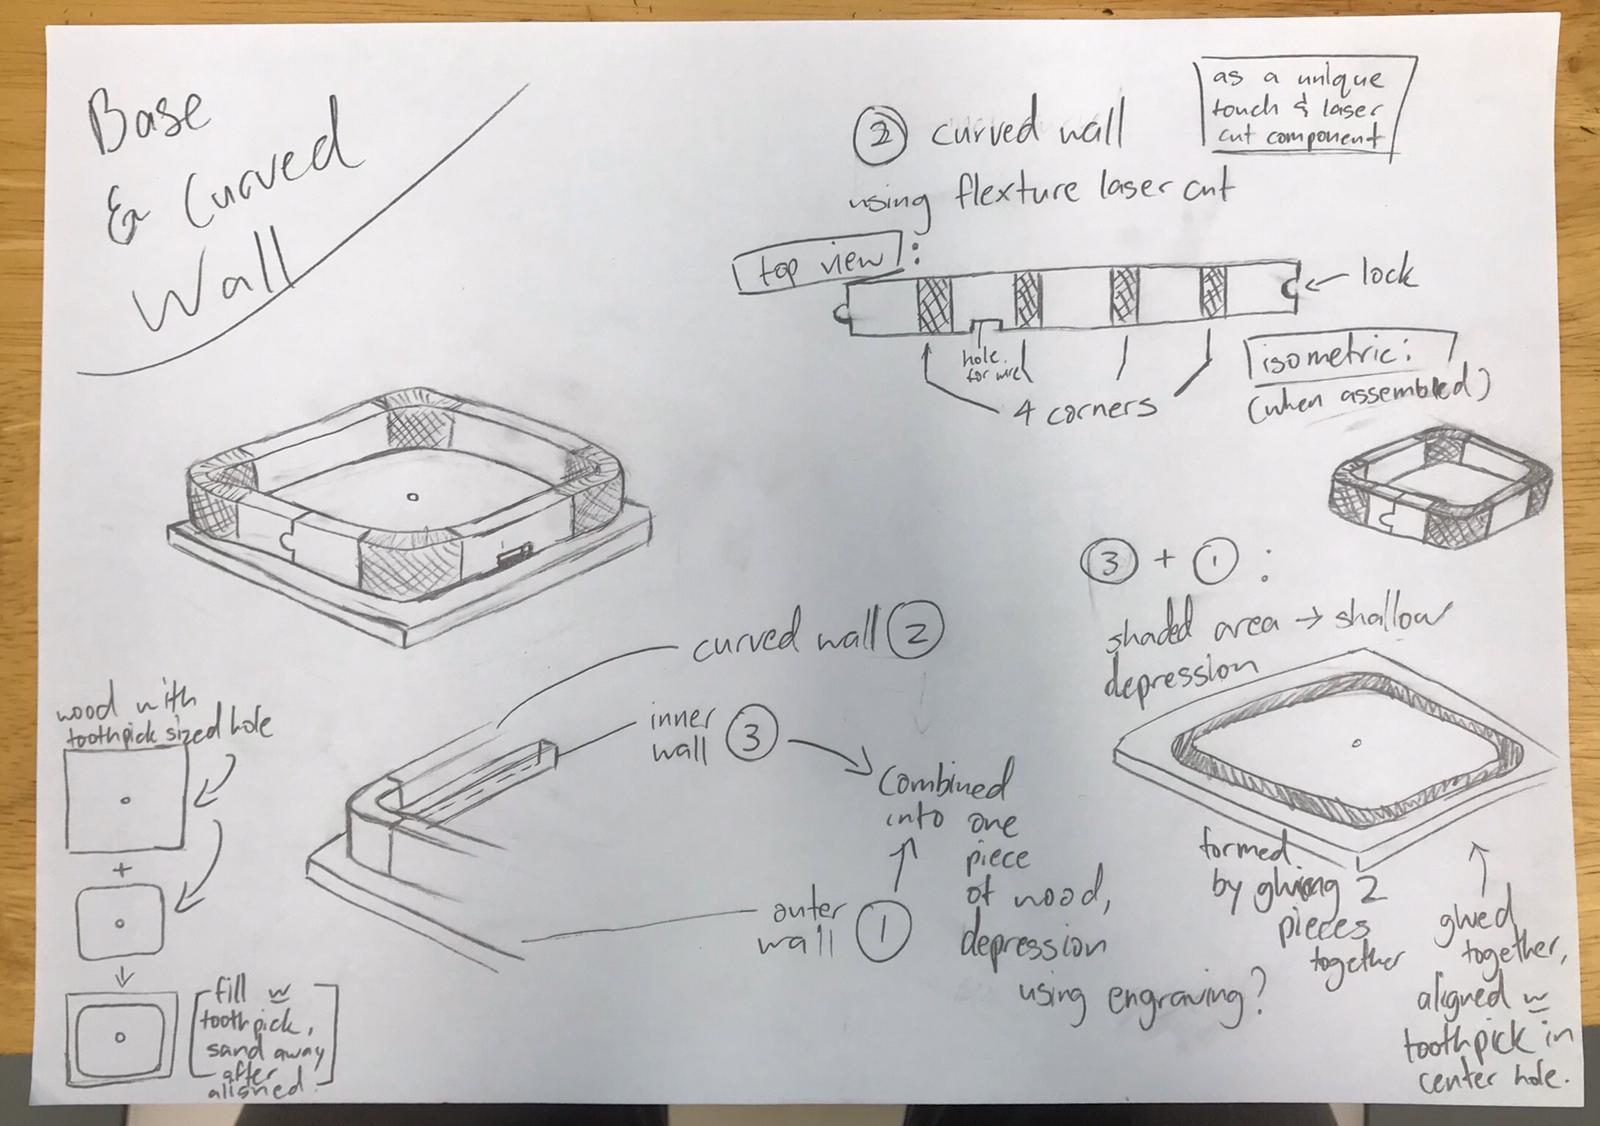 Base
& Curved
Wall
as a unique
touch & laser
cut component
② curved wall
using flexture laser cut
top view:
lock
hole
for wire
4 corners
isometric:
(when assembled)
③ + ① :
shaded area → shallow
depression
curved wall ②
inner
wall ③
combined
into one
piece
of wood,
depression
using engraving?
outer
wall ①
wood with
toothpick sized hole
+
fill w
toothpick,
sand away
after
aligned.
formed
by gluing 2
pieces
together
glued
together,
aligned w
toothpick in
center hole.